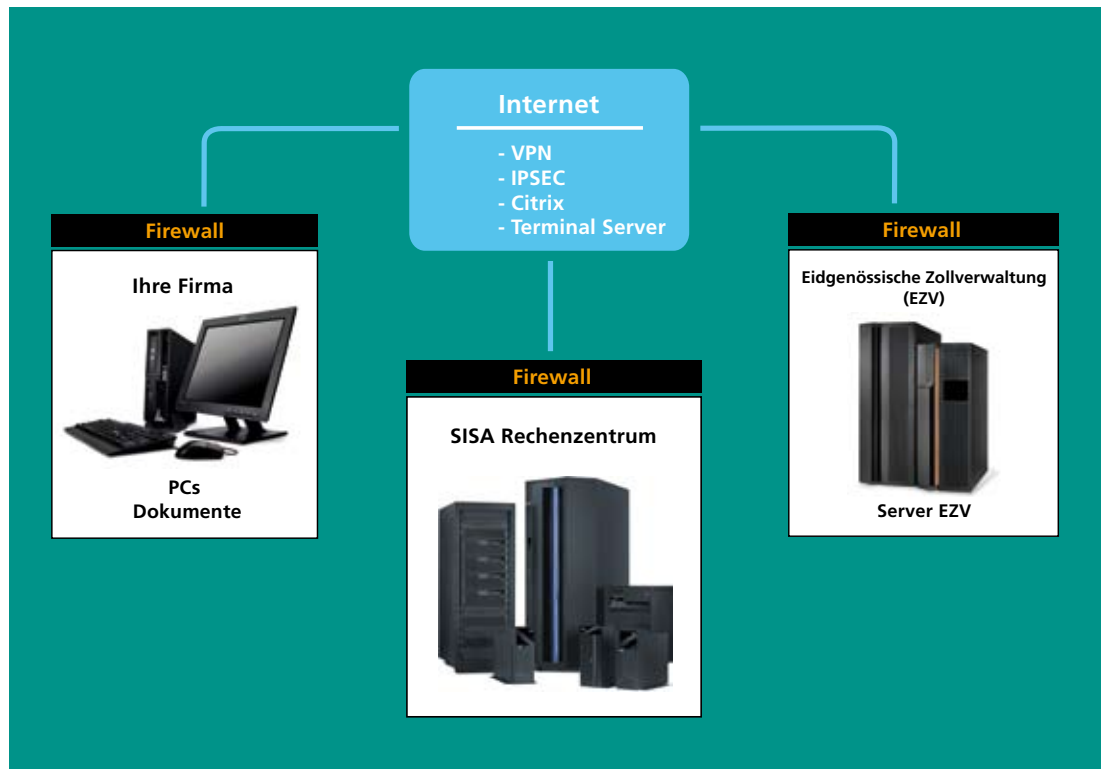 Internet
- VPN
- IPSEC
- Citrix
- Terminal Server
Firewall
Ihre Firma
PCs
Dokumente
Firewall
SISA Rechenzentrum
Firewall
Eidgenössische Zollverwaltung
(EZV)
Server EZV